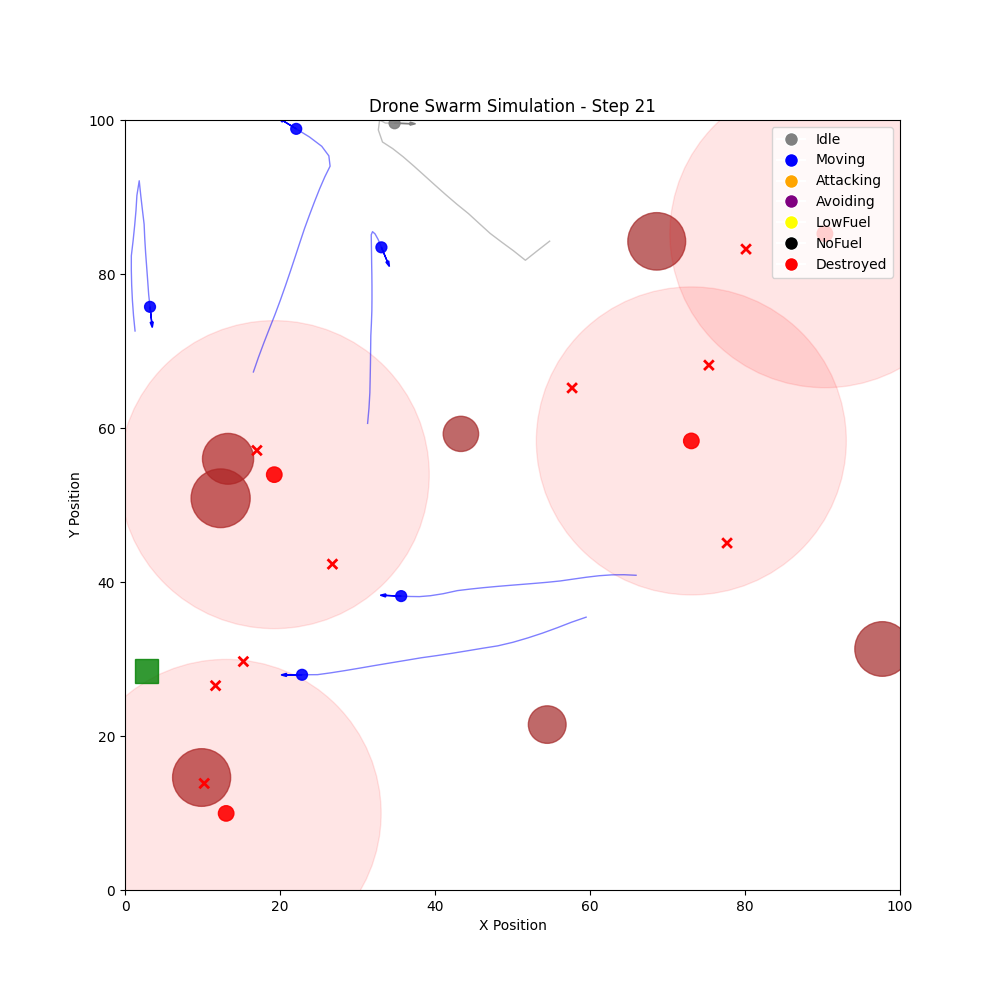 Drone Swarm Simulation - Step 21
100
80
60
40
20
0
Y Position
Idle
Moving
Attacking
Avoiding
LowFuel
NoFuel
Destroyed
0 20 40 60 80 100
X Position